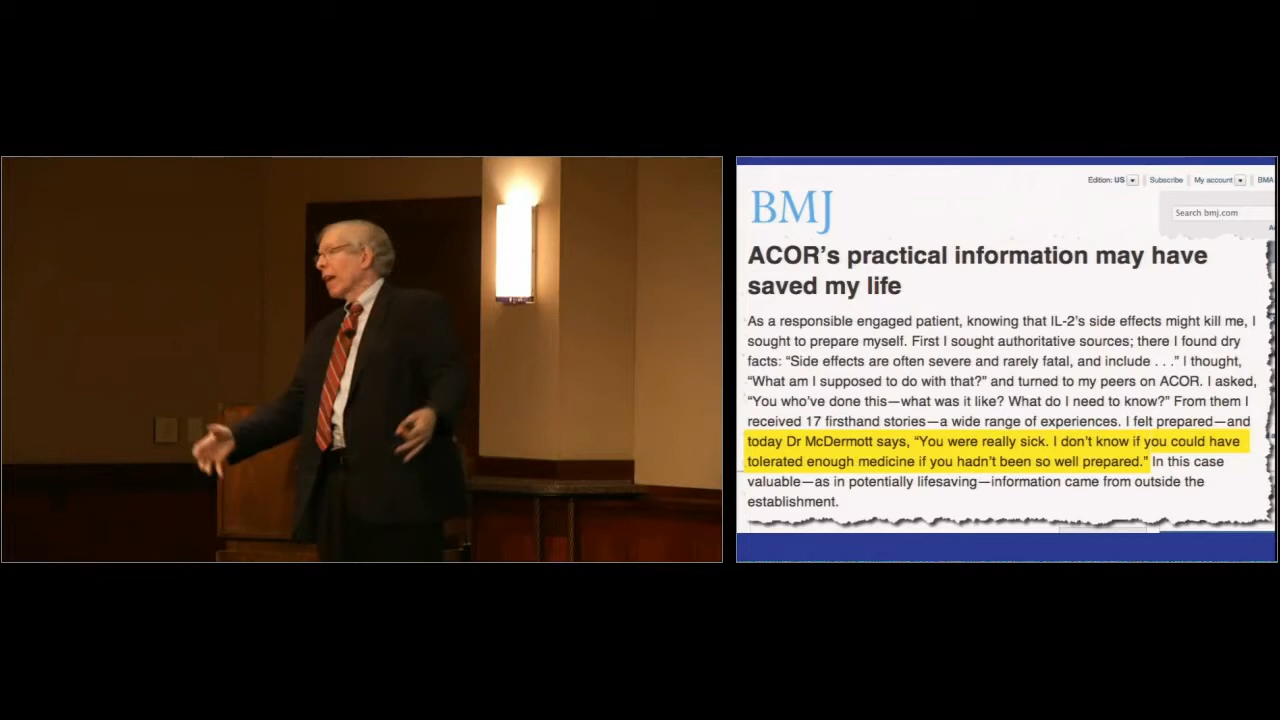 Edition: US
Subscribe
My account
BMA
BMJ
Search bmj.com
ACOR's practical information may have
saved my life
As a responsible engaged patient, knowing that IL-2's side effects might kill me, I
sought to prepare myself. First I sought authoritative sources; there I found dry
facts: "Side effects are often severe and rarely fatal, and include . . ." I thought,
"What am I supposed to do with that?" and turned to my peers on ACOR. I asked,
"You who've done this—what was it like? What do I need to know?" From them I
received 17 firsthand stories—a wide range of experiences. I felt prepared—and
today Dr McDermott says, "You were really sick. I don't know if you could have
tolerated enough medicine if you hadn't been so well prepared." In this case
valuable—as in potentially lifesaving—information came from outside the
establishment.